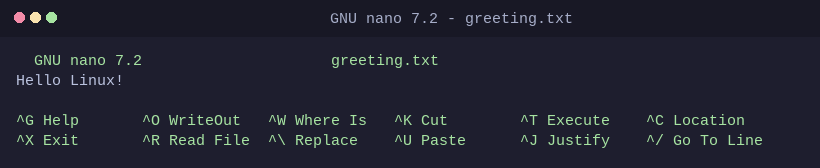 GNU nano 7.2 - greeting.txt
GNU nano 7.2 greeting.txt
Hello Linux!
^G Help ^O WriteOut ^W Where Is ^K Cut ^T Execute ^C Location
^X Exit ^R Read File ^\ Replace ^U Paste ^J Justify ^/ Go To Line